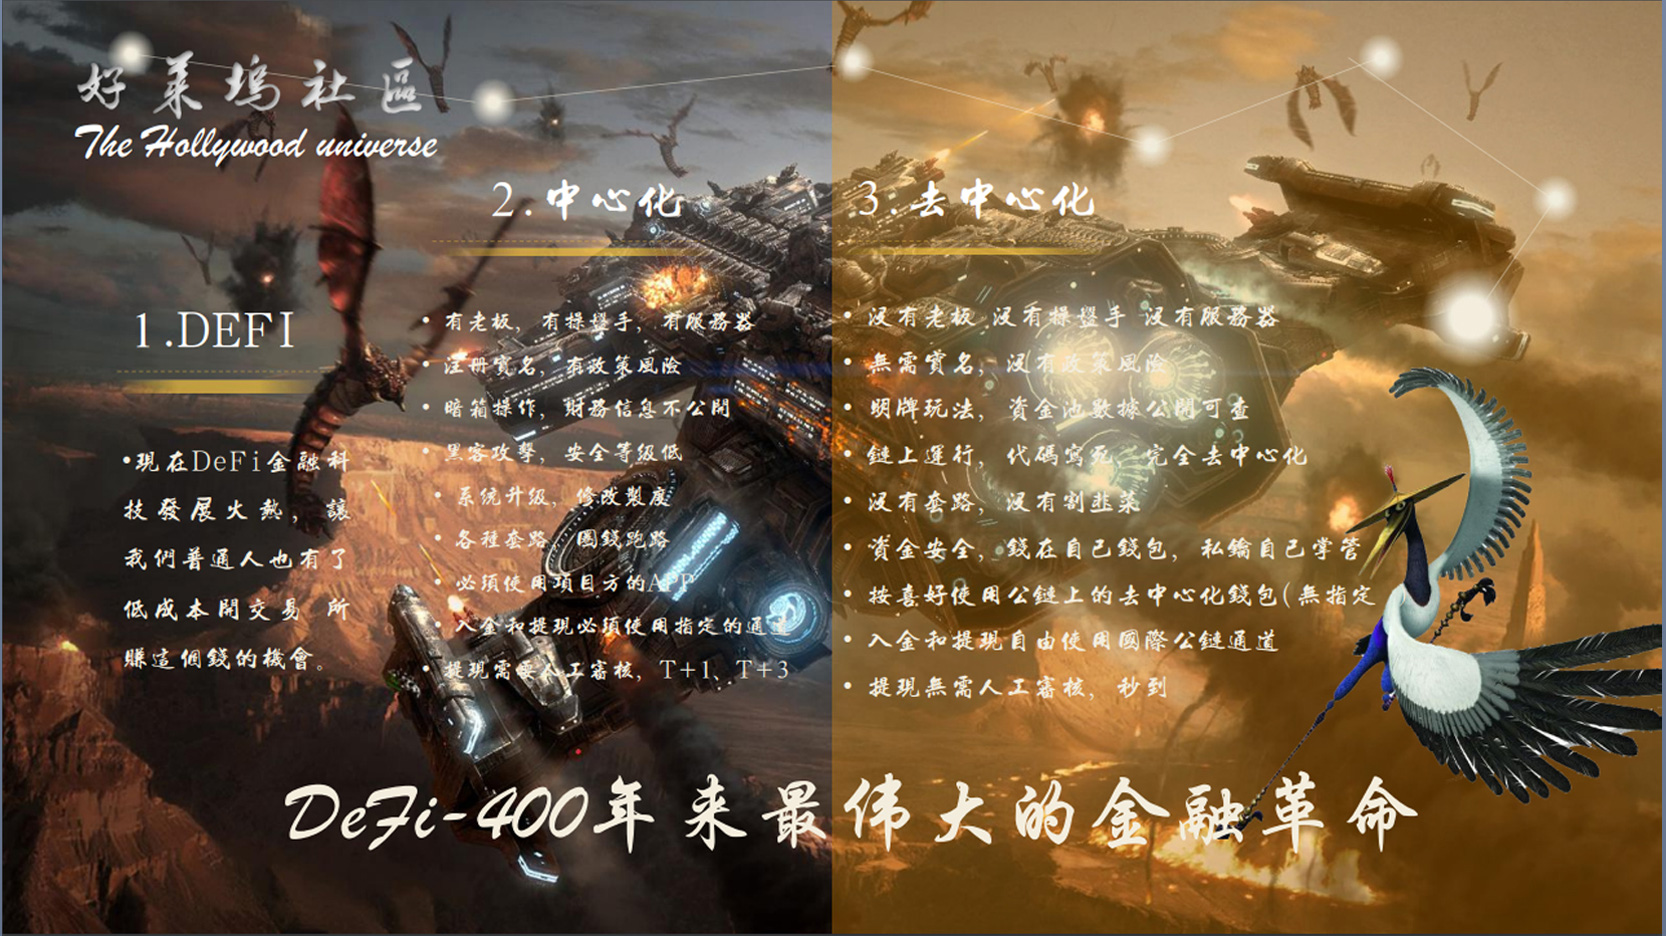 好萊塢社區
The Hollywood universe
1.DEFI
•現在DeFi金融科
技發展火熱，讓
我們普通人也有了
低成本開交易 所
賺這個錢的機會。
2.中心化
• 有老板，有操盤手，有服務器
• 注册實名，有政策風險
• 暗箱操作，財務信息不公開
• 黑客攻擊，安全等级低
• 系统升级，修改製度
• 各種套路，圈錢跑路
• 必須使用項目方的APP
• 入金和提現必須使用指定的通道
• 提現需要人工審核，T+1、T+3
3.去中心化
• 没有老板 没有操盤手 没有服務器
• 無需實名，没有政策風險
• 明牌玩法，資金池數據公開可查
• 鏈上運行，代碼寫死，完全去中心化
• 没有套路，没有割韭菜
• 資金安全，錢在自己錢包，私鑰自己掌管
• 按喜好使用公鏈上的去中心化錢包(無指定
• 入金和提現自由使用國際公鏈通道
• 提現無需人工審核，秒到
DeFi-400年来最伟大的金融革命